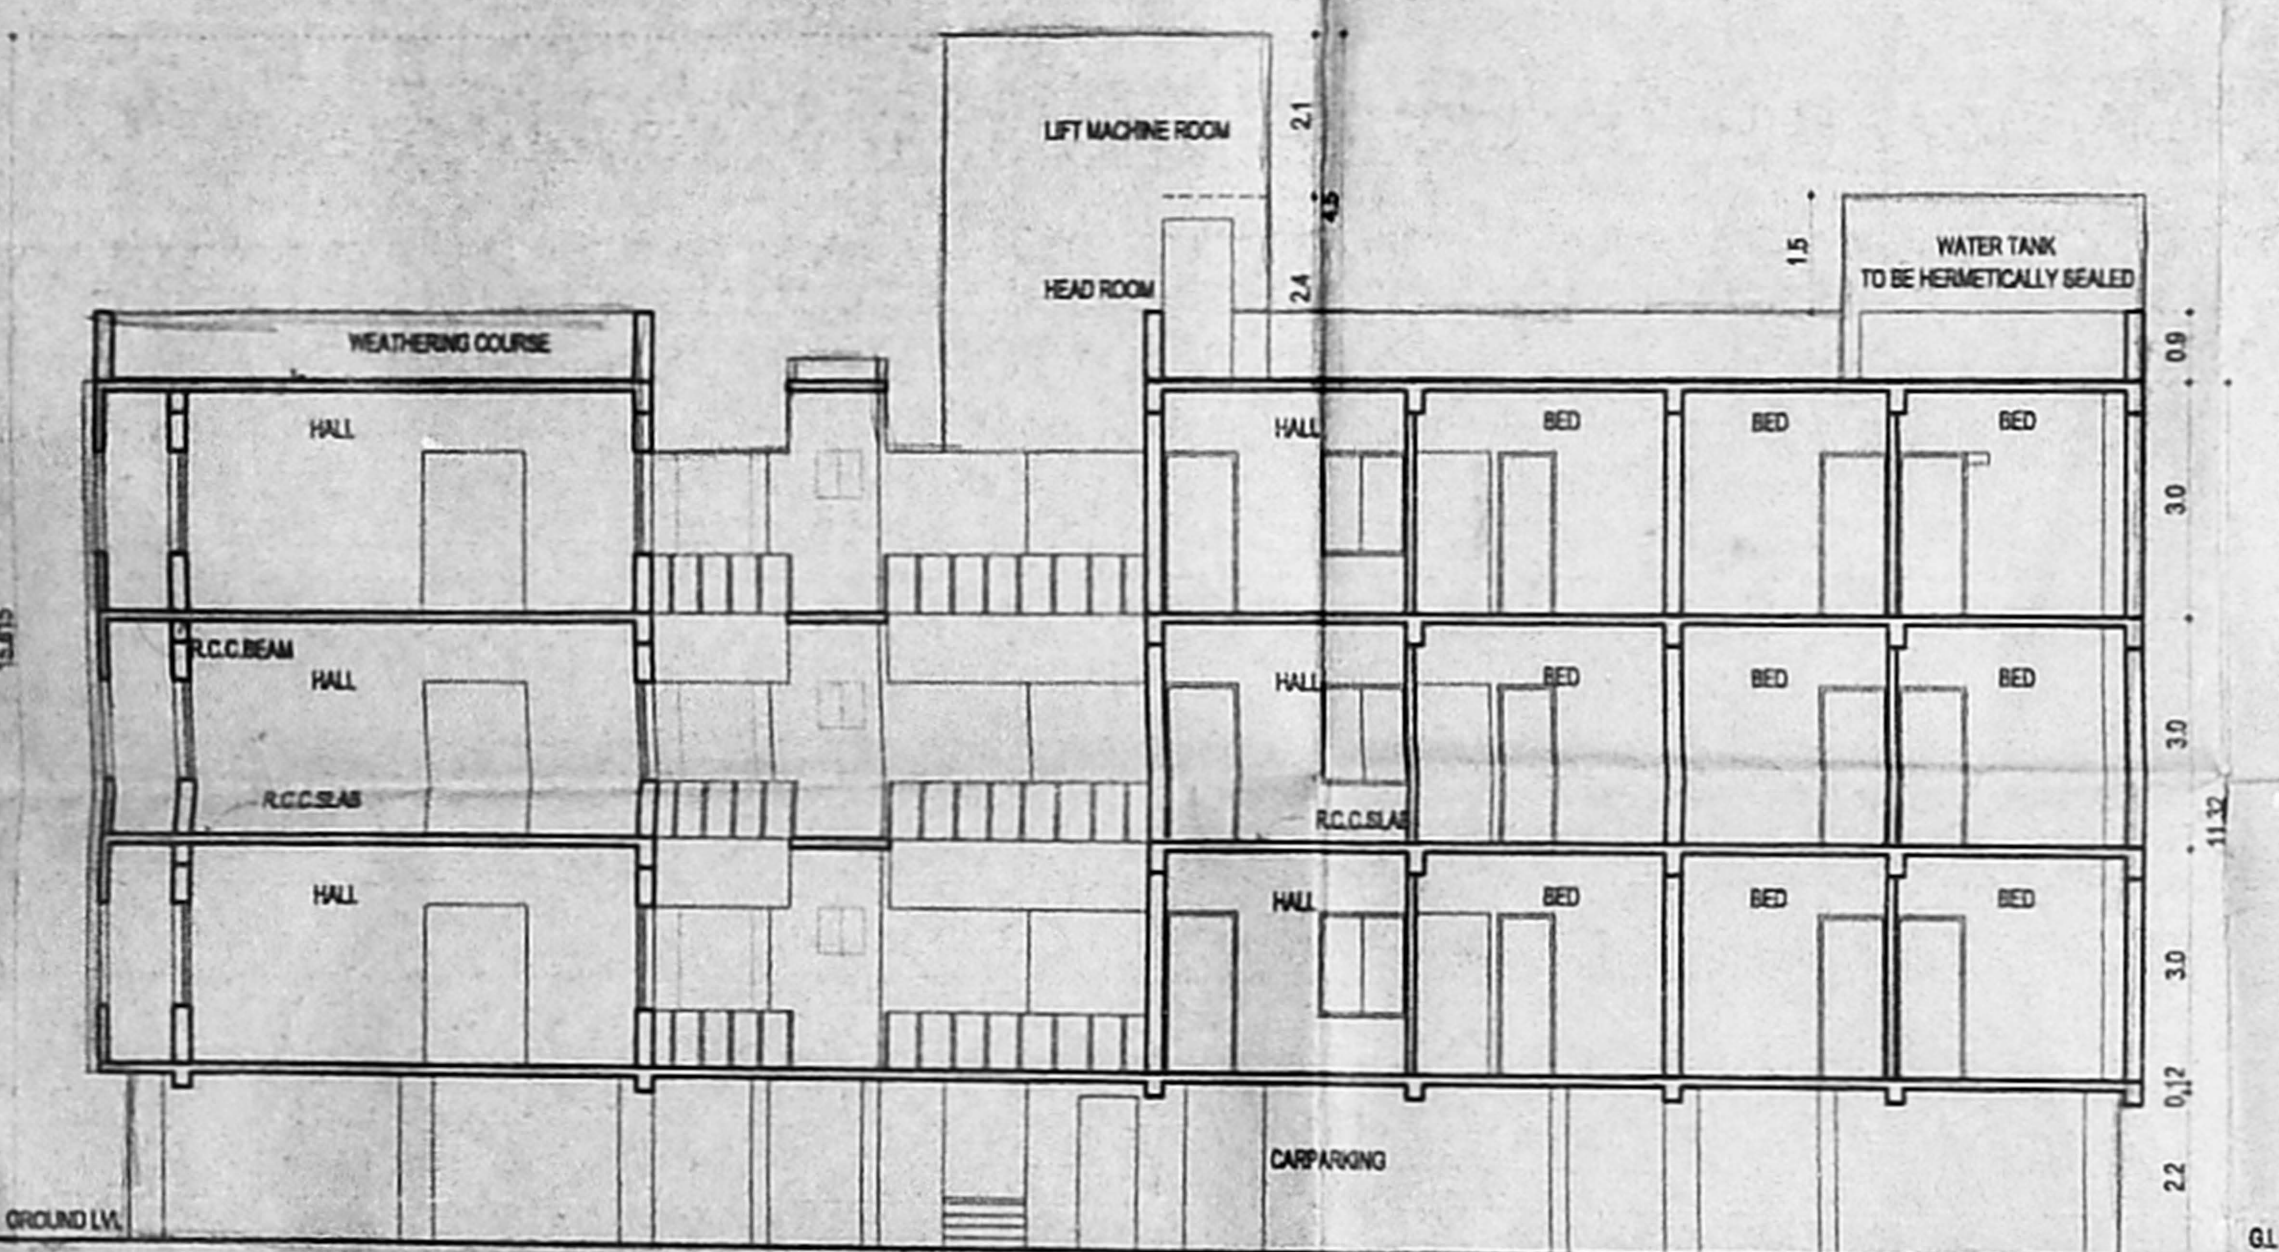 LIFT MACHINE ROOM
2.1
4.5
HEAD ROOM
2.4
1.5
WATER TANK
TO BE HERMETICALLY SEALED
WEATHERING COURSE
0.9
HALL
HALL
BED
BED
BED
3.0
R.C.C.BEAM
HALL
HALL
BED
BED
BED
3.0
R.C.C.SLAB
R.C.C.SLAB
11.32
HALL
HALL
BED
BED
BED
3.0
0.12
CARPARKING
2.2
GROUND LVL
G.L